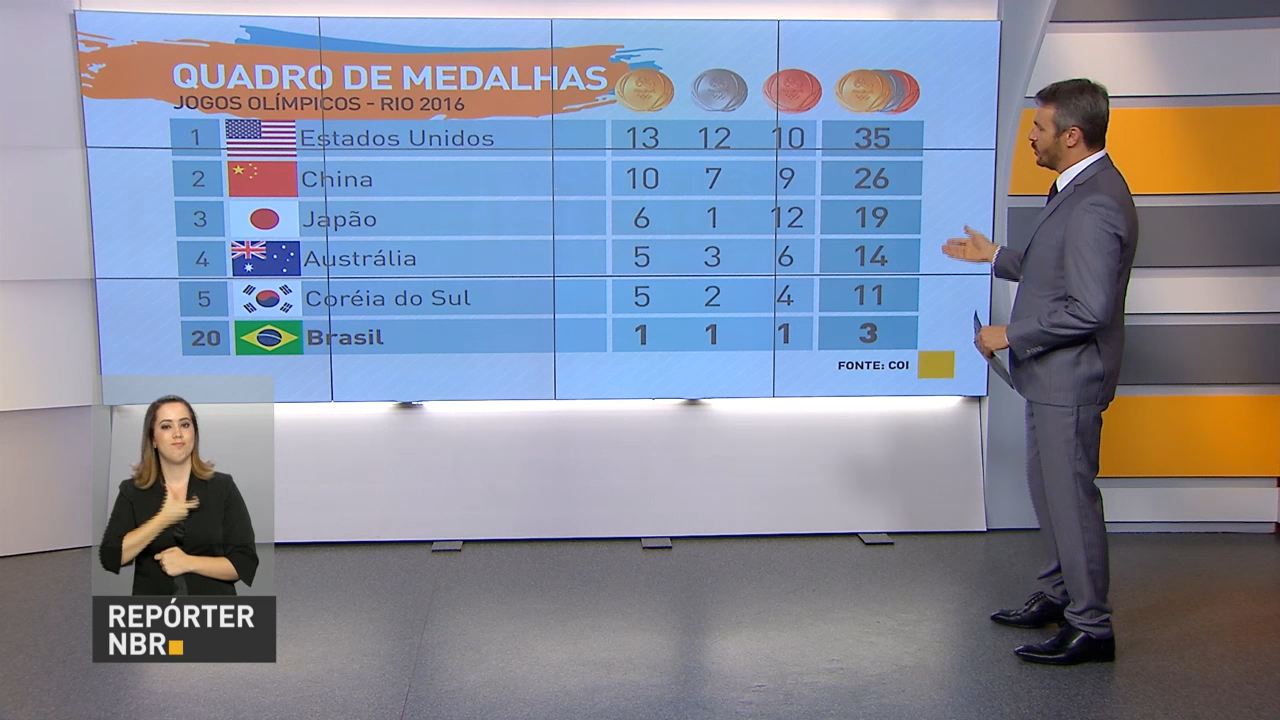 QUADRO DE MEDALHAS
JOGOS OLÍMPICOS - RIO 2016
1 Estados Unidos 13 12 10 35
2 China 10 7 9 26
3 Japão 6 1 12 19
4 Austrália 5 3 6 14
5 Coréia do Sul 5 2 4 11
20 Brasil 1 1 1 3
FONTE: COI
REPÓRTER
NBR